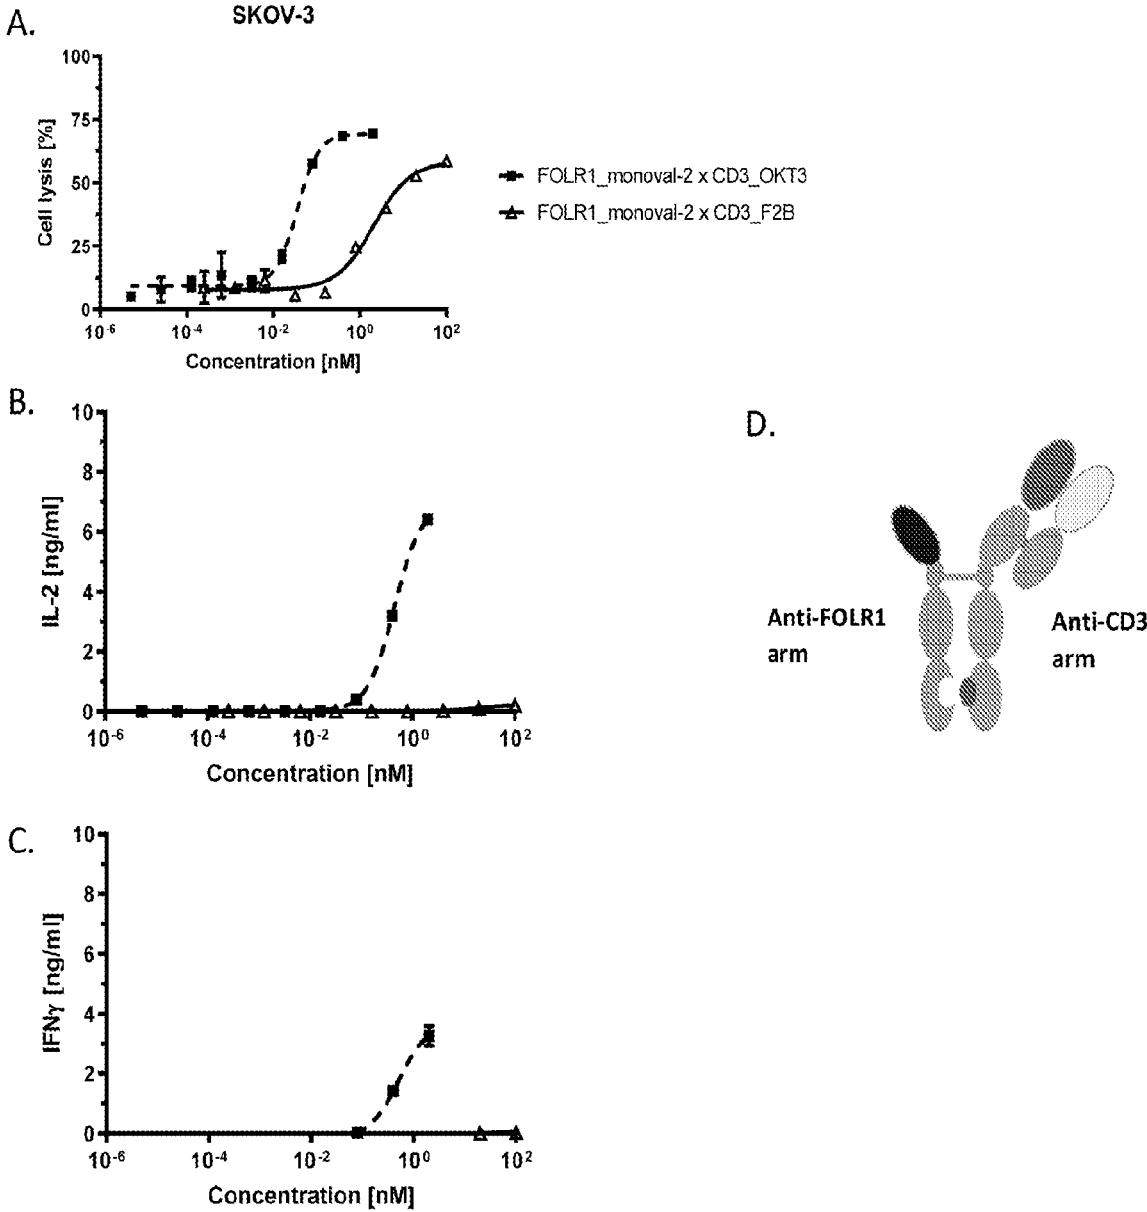 A.
SKOV-3
100
75
50
25
0
Cell lysis [%]
10-6
10-4
10-2
100
102
Concentration [nM]
FOLR1_monoval-2 x CD3_OKT3
FOLR1_monoval-2 x CD3_F2B
B.
10
8
6
4
2
0
IL-2 [ng/ml]
10-6
10-4
10-2
100
102
Concentration [nM]
D.
Anti-FOLR1
arm
Anti-CD3
arm
C.
10
8
6
4
2
0
IFNγ [ng/ml]
10-6
10-4
10-2
100
102
Concentration [nM]